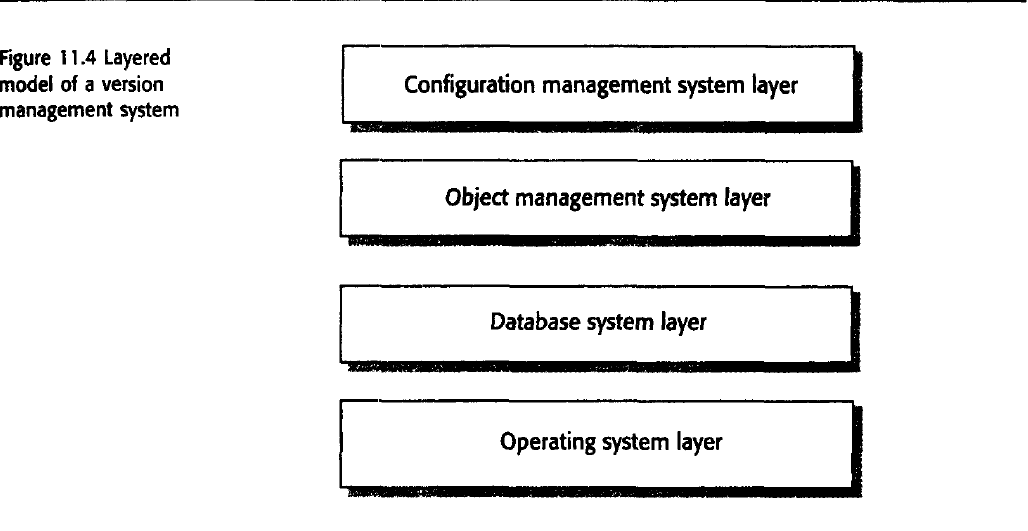 Figure 11.4 Layered
model of a version
management system
Configuration management system layer
Object management system layer
Database system layer
Operating system layer